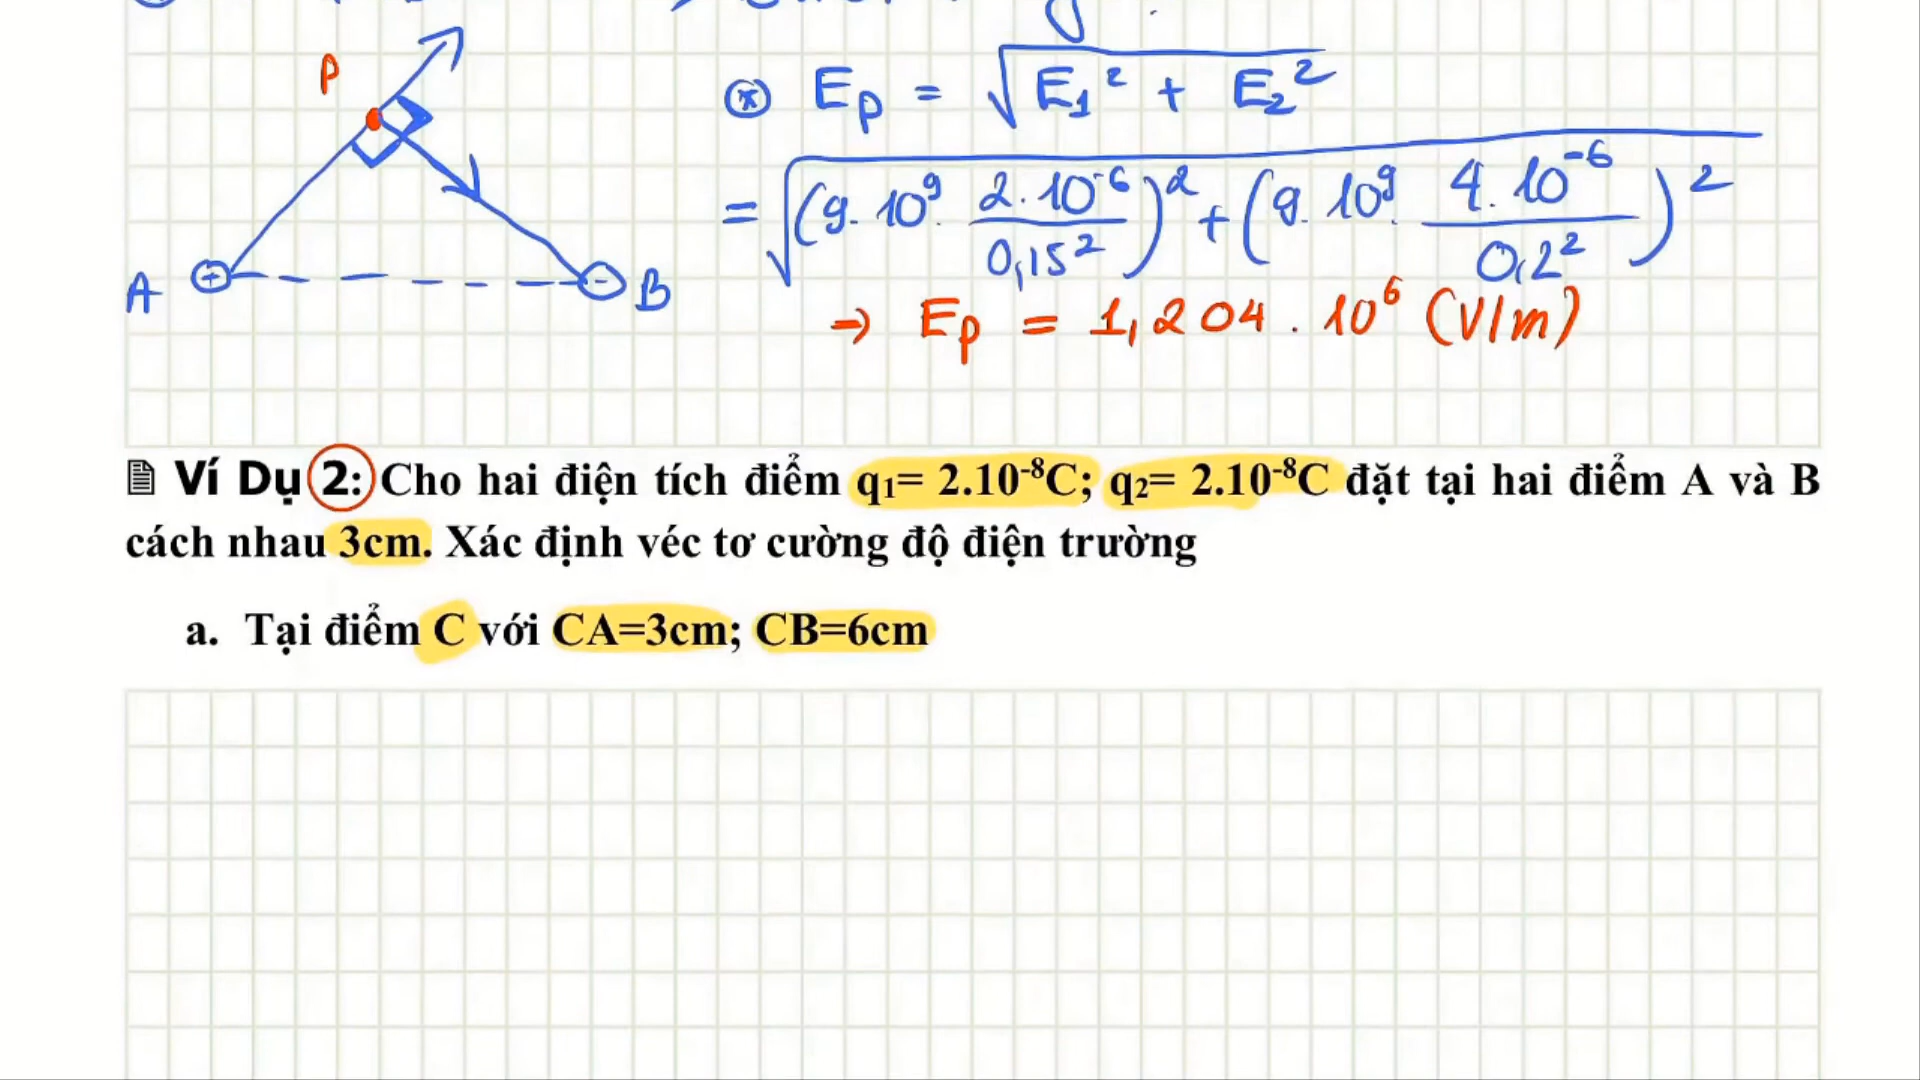 P
Ep = √E1² + E2²
= √(9.10⁹. 2.10⁻⁶/0,15²)² + (9.10⁹. 4.10⁻⁶/0,2²)²
A + - B
→ Ep = 1,204.10⁶ (V/m)
Ví Dụ 2: Cho hai điện tích điểm q₁= 2.10⁻⁸C; q₂= 2.10⁻⁸C đặt tại hai điểm A và B
cách nhau 3cm. Xác định véc tơ cường độ điện trường
a. Tại điểm C với CA=3cm; CB=6cm